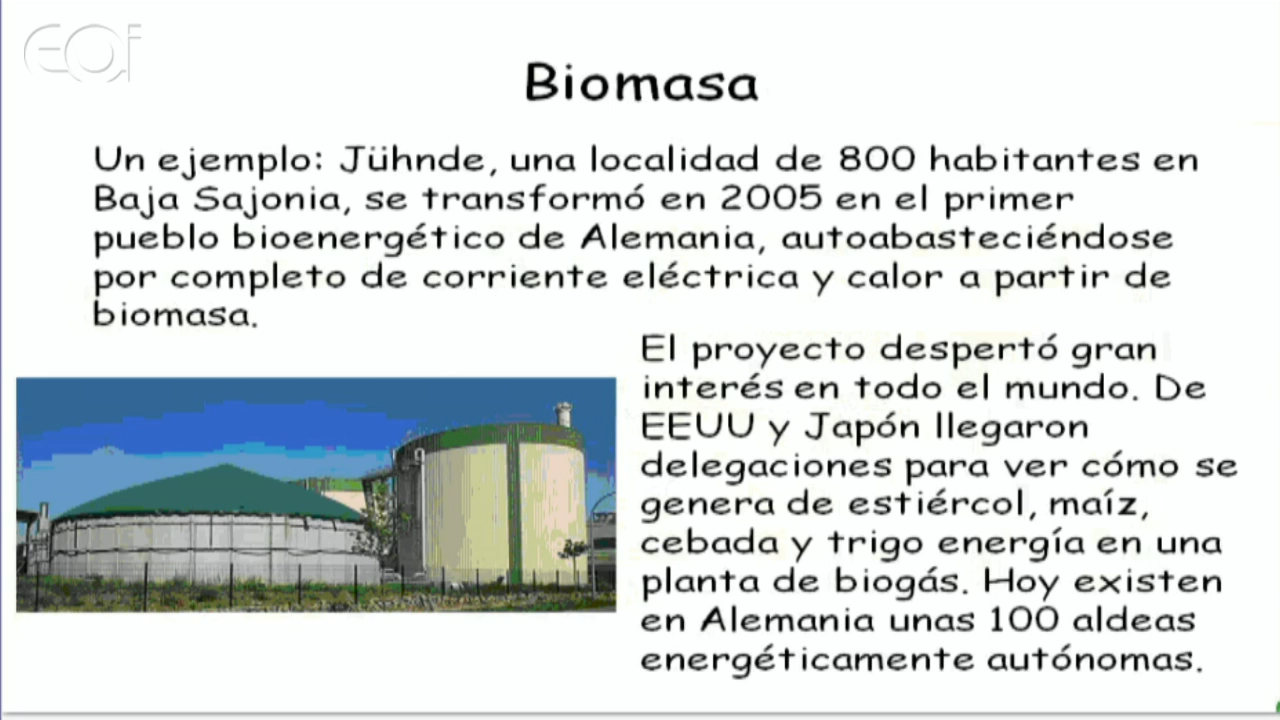 eoi
Biomasa
Un ejemplo: Jühnde, una localidad de 800 habitantes en
Baja Sajonia, se transformó en 2005 en el primer
pueblo bioenergético de Alemania, autoabasteciéndose
por completo de corriente eléctrica y calor a partir de
biomasa.
El proyecto despertó gran
interés en todo el mundo. De
EEUU y Japón llegaron
delegaciones para ver cómo se
genera de estiércol, maíz,
cebada y trigo energía en una
planta de biogás. Hoy existen
en Alemania unas 100 aldeas
energéticamente autónomas.